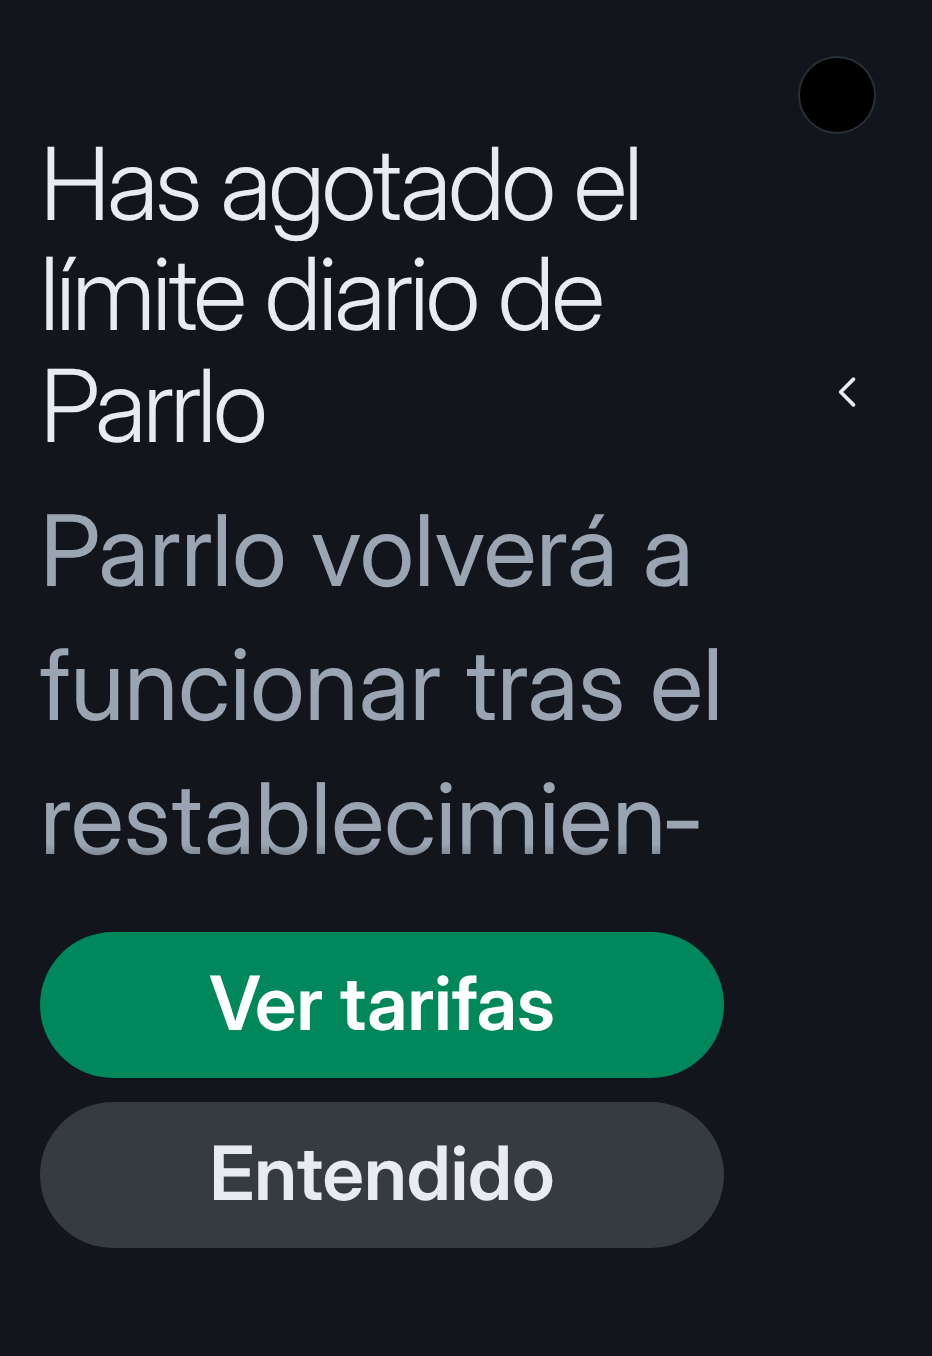 Has agotado el
límite diario de
Parrlo
Parrlo volverá a
funcionar tras el
restablecimien-
Ver tarifas
Entendido